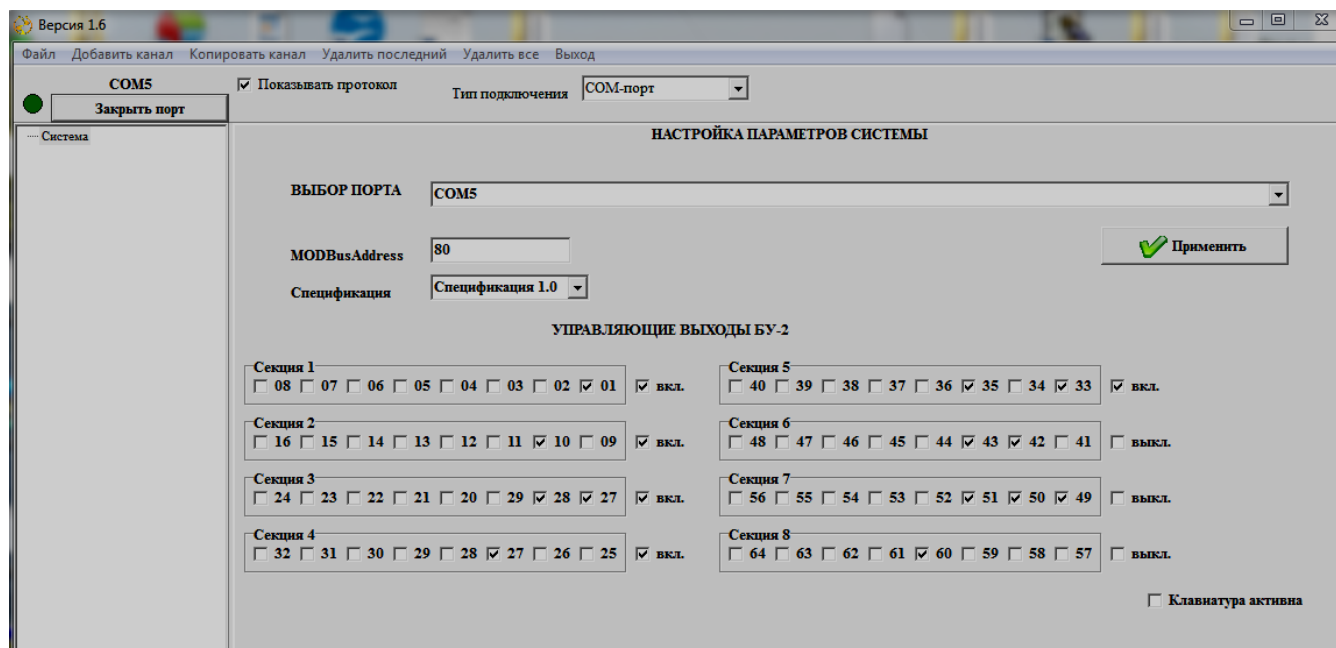 Версия 1.6
Файл Добавить канал Копировать канал Удалить последний Удалить все Выход
COM5
Закрыть порт
Показывать протокол
Тип подключения COM-порт
Система
НАСТРОЙКА ПАРАМЕТРОВ СИСТЕМЫ
ВЫБОР ПОРТА COM5
MODBusAddress 80
Применить
Спецификация Спецификация 1.0
УПРАВЛЯЮЩИЕ ВЫХОДЫ БУ-2
Секция 1
08 07 06 05 04 03 02 01 вкл.
Секция 5
40 39 38 37 36 35 34 33 вкл.
Секция 2
16 15 14 13 12 11 10 09 вкл.
Секция 6
48 47 46 45 44 43 42 41 выкл.
Секция 3
24 23 22 21 20 29 28 27 вкл.
Секция 7
56 55 54 53 52 51 50 49 выкл.
Секция 4
32 31 30 29 28 27 26 25 вкл.
Секция 8
64 63 62 61 60 59 58 57 выкл.
Клавиатура активна